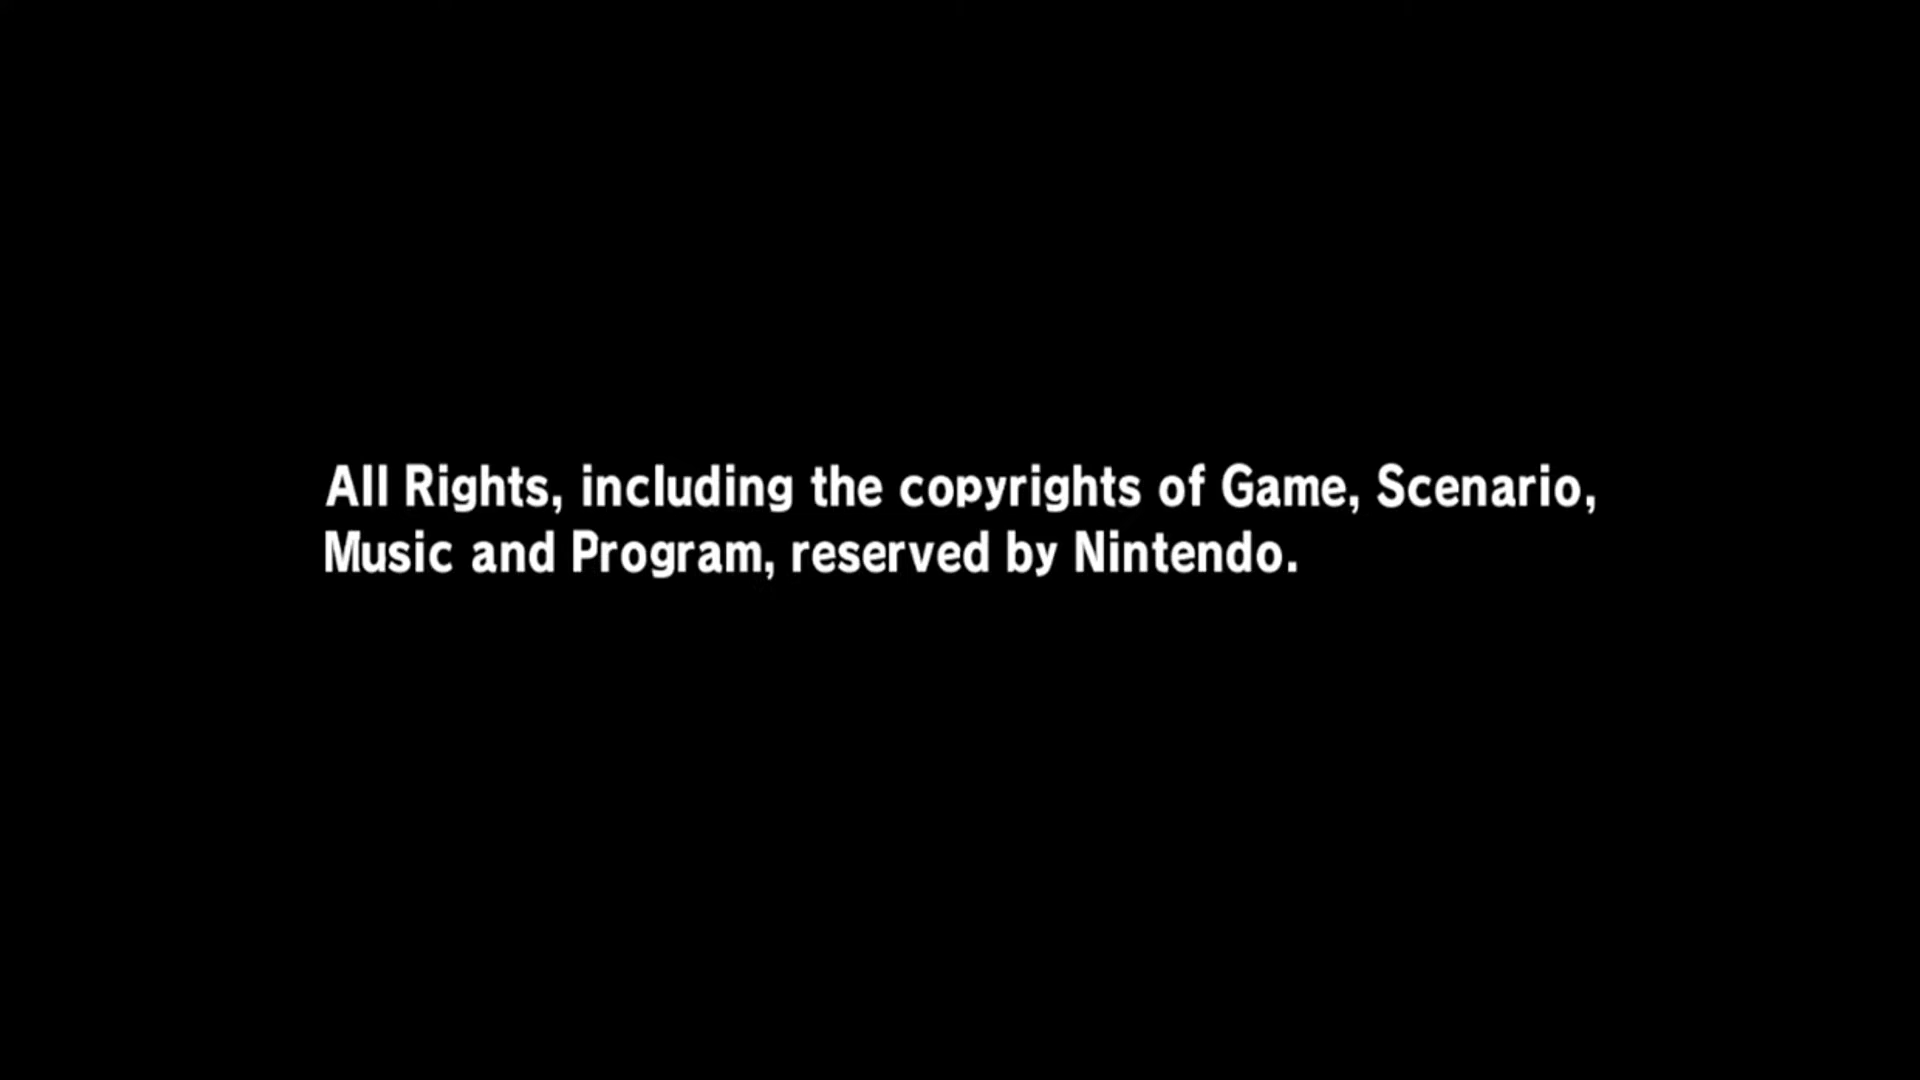 All Rights, including the copyrights of Game, Scenario,
Music and Program, reserved by Nintendo.